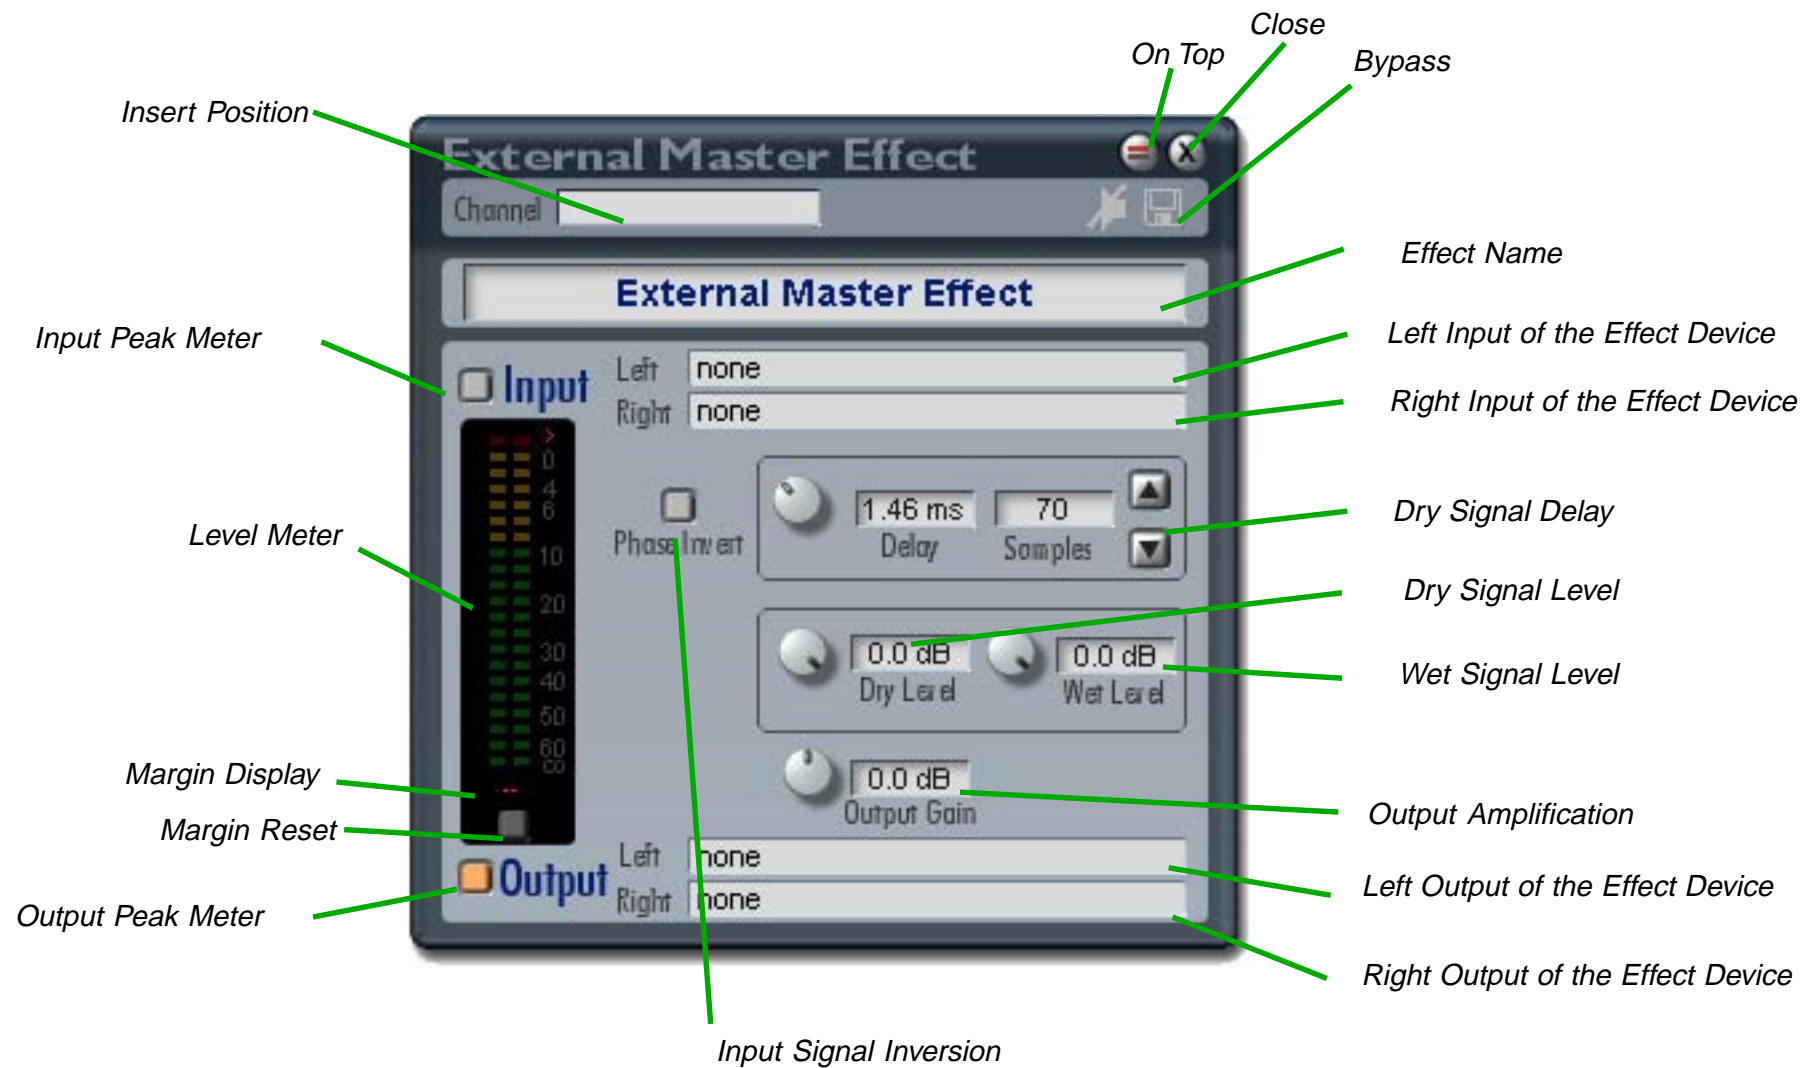 Close
On Top
Bypass
Insert Position
External Master Effect
X
Channel
Effect Name
External Master Effect
Input Peak Meter
Left Input of the Effect Device
Input
Left none
Right none
Right Input of the Effect Device
>
0
4
6
10
20
30
40
50
60
∞
--
Level Meter
Phase Invert
1.46 ms
70
Delay
Samples
Dry Signal Delay
Dry Signal Level
0.0 dB
0.0 dB
Dry Level
Wet Level
Wet Signal Level
Margin Display
0.0 dB
Output Gain
Output Amplification
Margin Reset
Output
Left none
Right none
Left Output of the Effect Device
Output Peak Meter
Right Output of the Effect Device
Input Signal Inversion